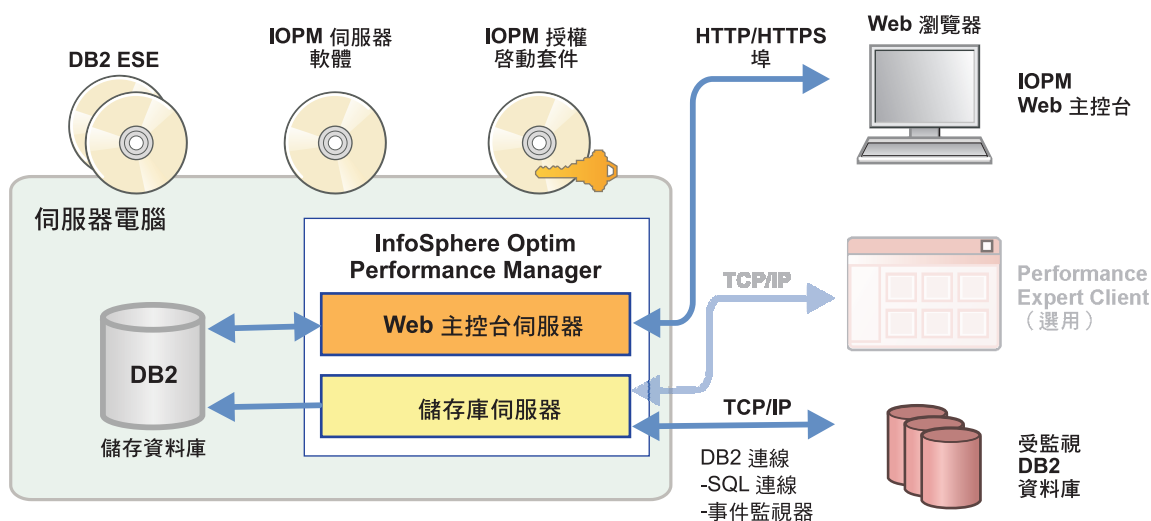 DB2 ESE
IOPM 伺服器
軟體
IOPM 授權
啓動套件
HTTP/HTTPS
埠
Web 瀏覽器
IOPM
Web 主控台
伺服器電腦
InfoSphere Optim
Performance Manager
Web 主控台伺服器
儲存庫伺服器
DB2
儲存資料庫
TCP/IP
Performance
Expert Client
（選用）
TCP/IP
DB2 連線
-SQL 連線
-事件監視器
受監視
DB2
資料庫